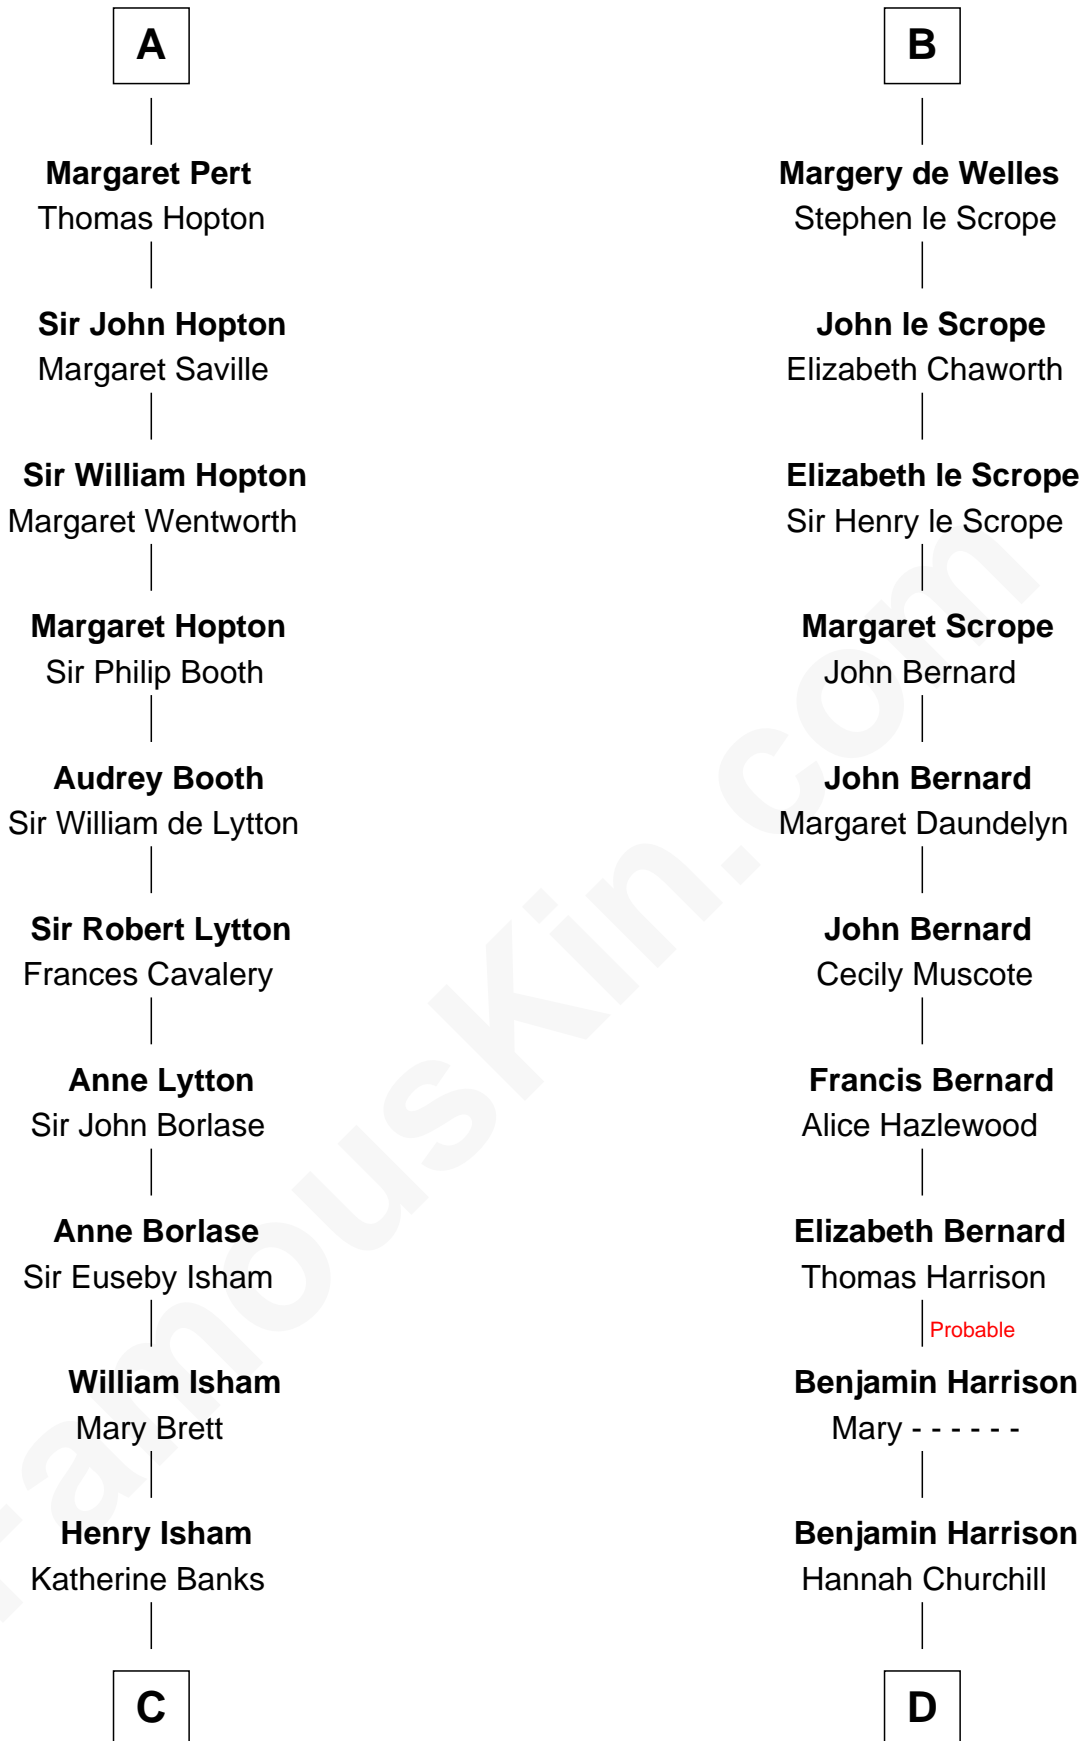 A
Margaret Pert
Thomas Hopton
Sir John Hopton
Margaret Saville
Sir William Hopton
Margaret Wentworth
Margaret Hopton
Sir Philip Booth
Audrey Booth
Sir William de Lytton
Sir Robert Lytton
Frances Cavalery
Anne Lytton
Sir John Borlase
Anne Borlase
Sir Euseby Isham
William Isham
Mary Brett
Henry Isham
Katherine Banks
C
B
Margery de Welles
Stephen le Scrope
John le Scrope
Elizabeth Chaworth
Elizabeth le Scrope
Sir Henry le Scrope
Margaret Scrope
John Bernard
John Bernard
Margaret Daundelyn
John Bernard
Cecily Muscote
Francis Bernard
Alice Hazlewood
Elizabeth Bernard
Thomas Harrison
Probable
Benjamin Harrison
Mary - - - - - -
Benjamin Harrison
Hannah Churchill
D
FamousKin.com